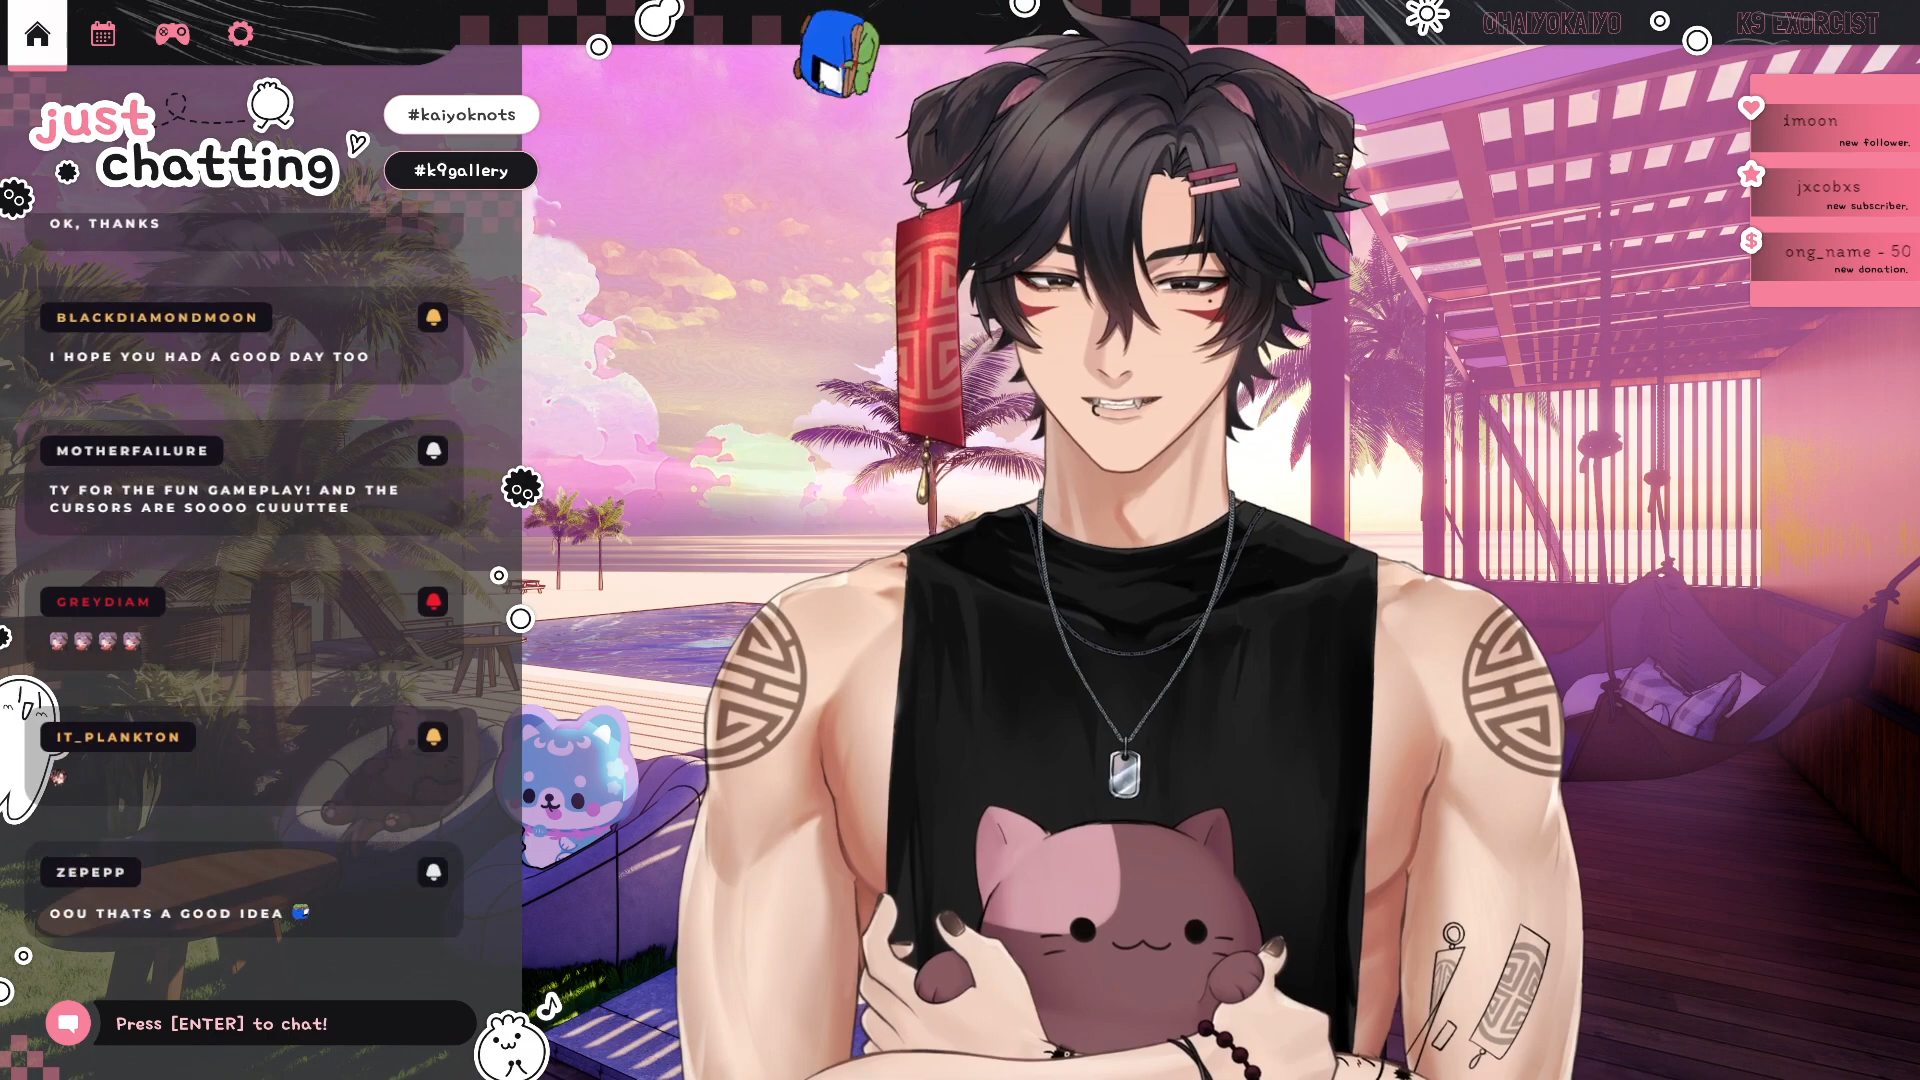 OHAIYOKAIYO
K9 EXORCIST
just
chatting
#kaiyoknots
#k9gallery
OK, THANKS
BLACKDIAMONDMOON
I HOPE YOU HAD A GOOD DAY TOO
MOTHERFAILURE
TY FOR THE FUN GAMEPLAY! AND THE
CURSORS ARE SOOOO CUUUTTEE
GREYDIAM
IT_PLANKTON
ZEPEPP
OOU THATS A GOOD IDEA
Press [ENTER] to chat!
imoon
new follower.
jxcobxs
new subscriber.
ong_name - 50
new donation.